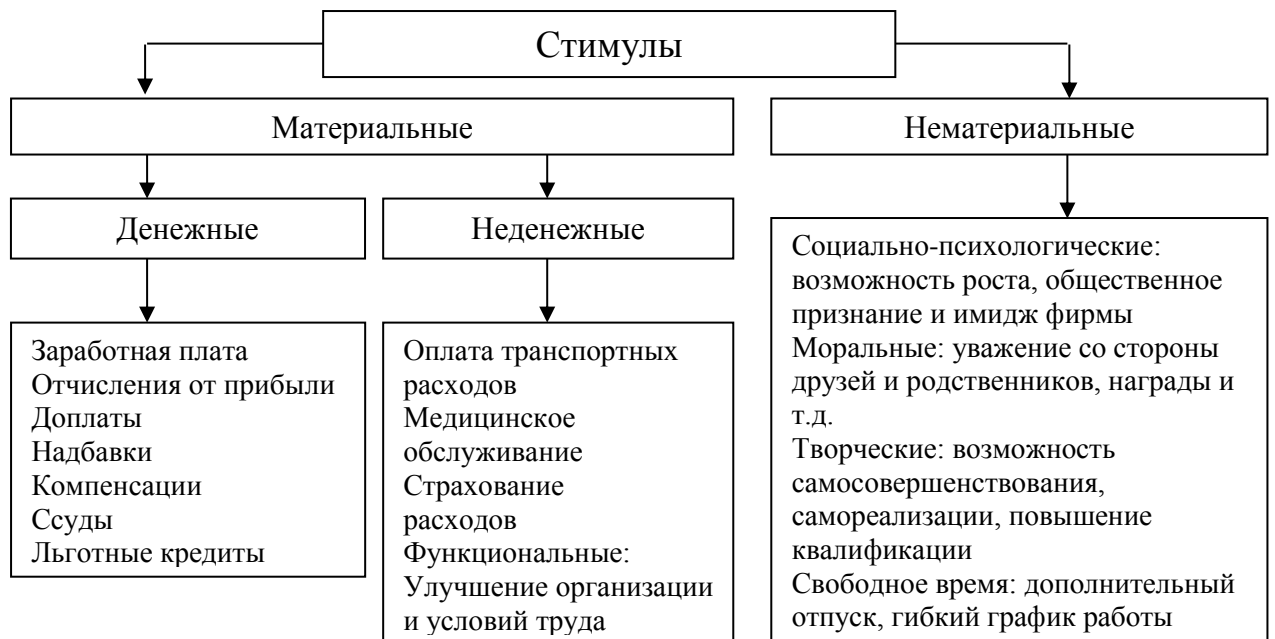 Стимулы
Материальные
Нематериальные
Денежные
Неденежные
Заработная плата
Отчисления от прибыли
Доплаты
Надбавки
Компенсации
Ссуды
Льготные кредиты
Оплата транспортных
расходов
Медицинское
обслуживание
Страхование
расходов
Функциональные:
Улучшение организации
и условий труда
Социально-психологические:
возможность роста, общественное
признание и имидж фирмы
Моральные: уважение со стороны
друзей и родственников, награды и
т.д.
Творческие: возможность
самосовершенствования,
самореализации, повышение
квалификации
Свободное время: дополнительный
отпуск, гибкий график работы